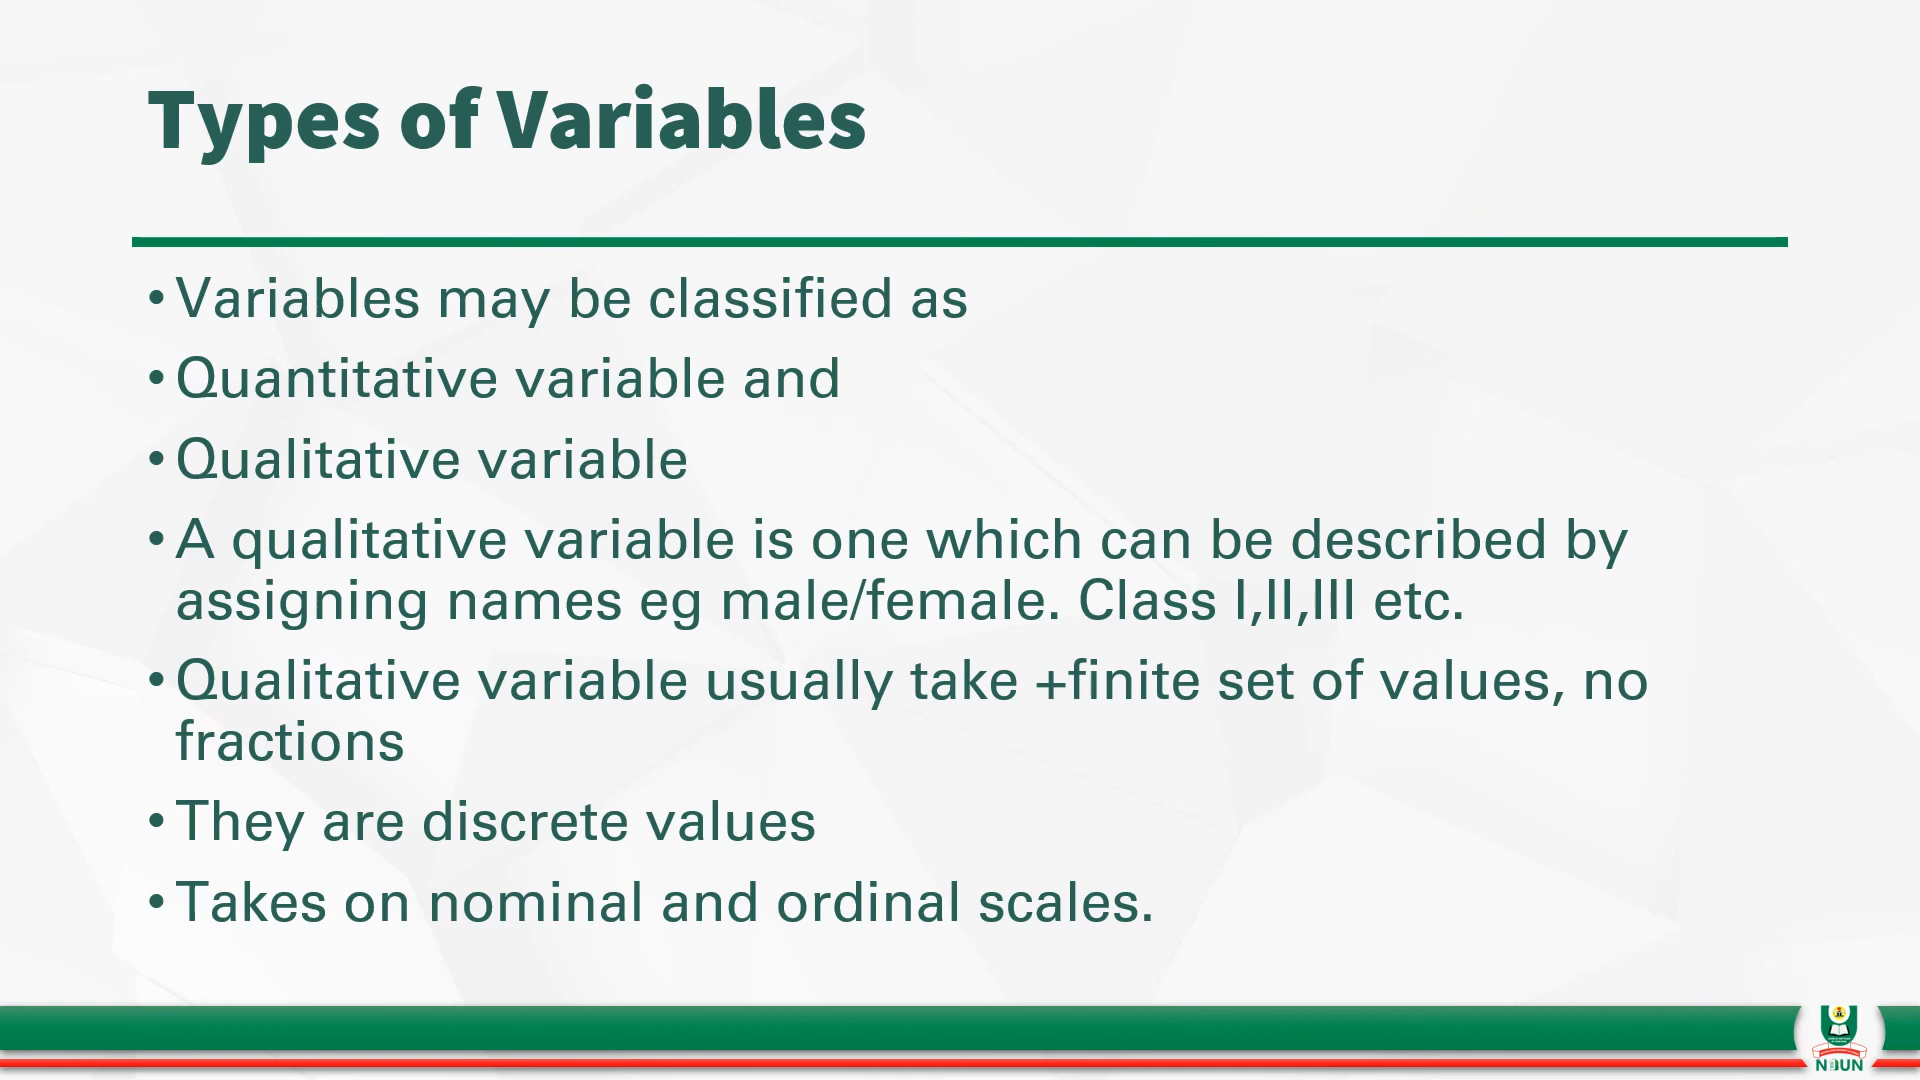 Types of Variables
• Variables may be classified as
• Quantitative variable and
• Qualitative variable
• A qualitative variable is one which can be described by
assigning names eg male/female. Class I,II,III etc.
• Qualitative variable usually take +finite set of values, no
fractions
• They are discrete values
• Takes on nominal and ordinal scales.
NOUN